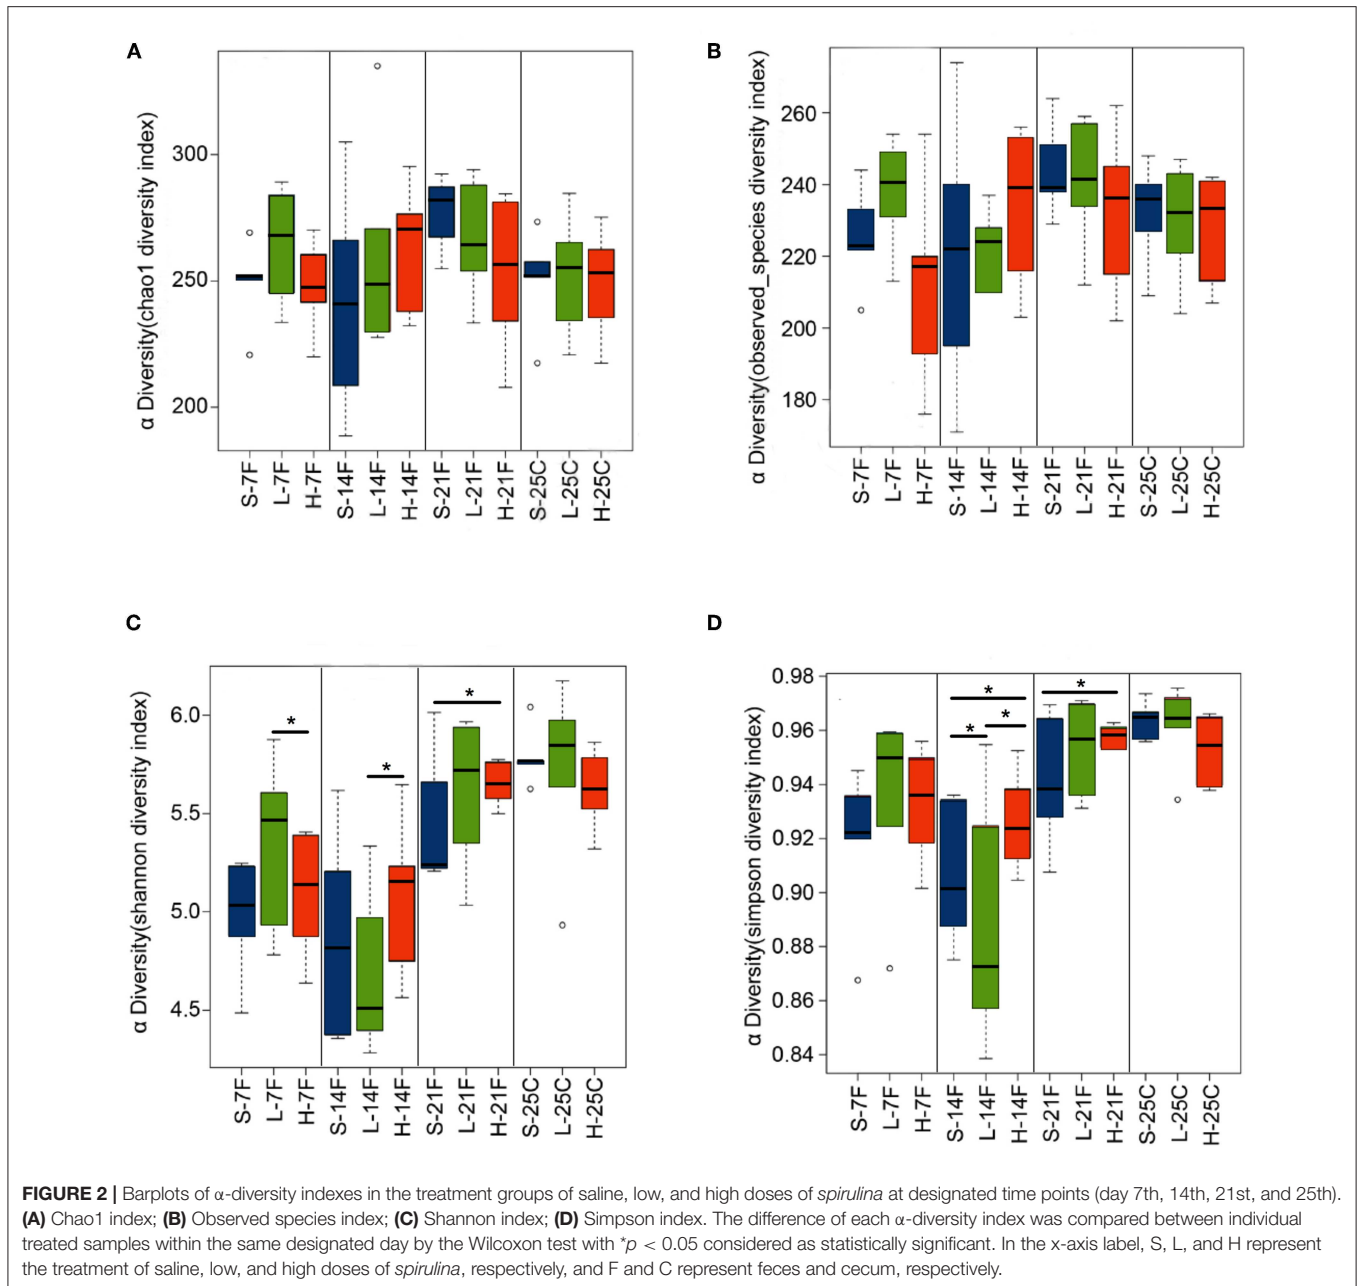 A
α Diversity(chao1 diversity index)
300
250
200
S-7F
L-7F
H-7F
S-14F
L-14F
H-14F
S-21F
L-21F
H-21F
S-25C
L-25C
H-25C
B
α Diversity(observed_species diversity index)
260
240
220
200
180
S-7F
L-7F
H-7F
S-14F
L-14F
H-14F
S-21F
L-21F
H-21F
S-25C
L-25C
H-25C
C
α Diversity(shannon diversity index)
6.0
5.5
5.0
4.5
*
*
*
S-7F
L-7F
H-7F
S-14F
L-14F
H-14F
S-21F
L-21F
H-21F
S-25C
L-25C
H-25C
D
α Diversity(simpson diversity index)
0.98
0.96
0.94
0.92
0.90
0.88
0.86
0.84
*
*
*
*
S-7F
L-7F
H-7F
S-14F
L-14F
H-14F
S-21F
L-21F
H-21F
S-25C
L-25C
H-25C
FIGURE 2 | Barplots of α-diversity indexes in the treatment groups of saline, low, and high doses of spirulina at designated time points (day 7th, 14th, 21st, and 25th).
(A) Chao1 index; (B) Observed species index; (C) Shannon index; (D) Simpson index. The difference of each α-diversity index was compared between individual
treated samples within the same designated day by the Wilcoxon test with *p < 0.05 considered as statistically significant. In the x-axis label, S, L, and H represent
the treatment of saline, low, and high doses of spirulina, respectively, and F and C represent feces and cecum, respectively.